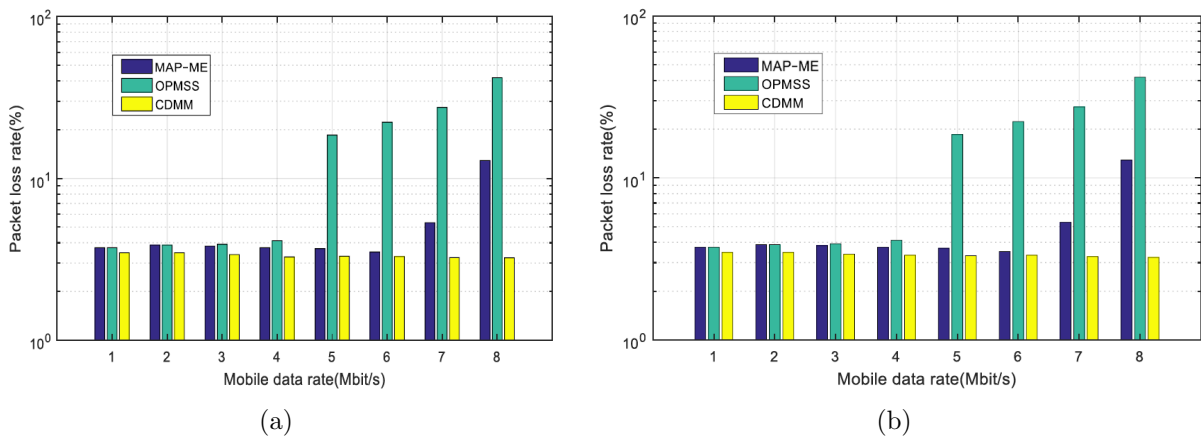 10^2
MAP-ME
OPMSS
CDMM
10^1
10^0
Packet loss rate(%)
1 2 3 4 5 6 7 8
Mobile data rate(Mbit/s)
(a)
10^2
MAP-ME
OPMSS
CDMM
10^1
10^0
Packet loss rate(%)
1 2 3 4 5 6 7 8
Mobile data rate(Mbit/s)
(b)